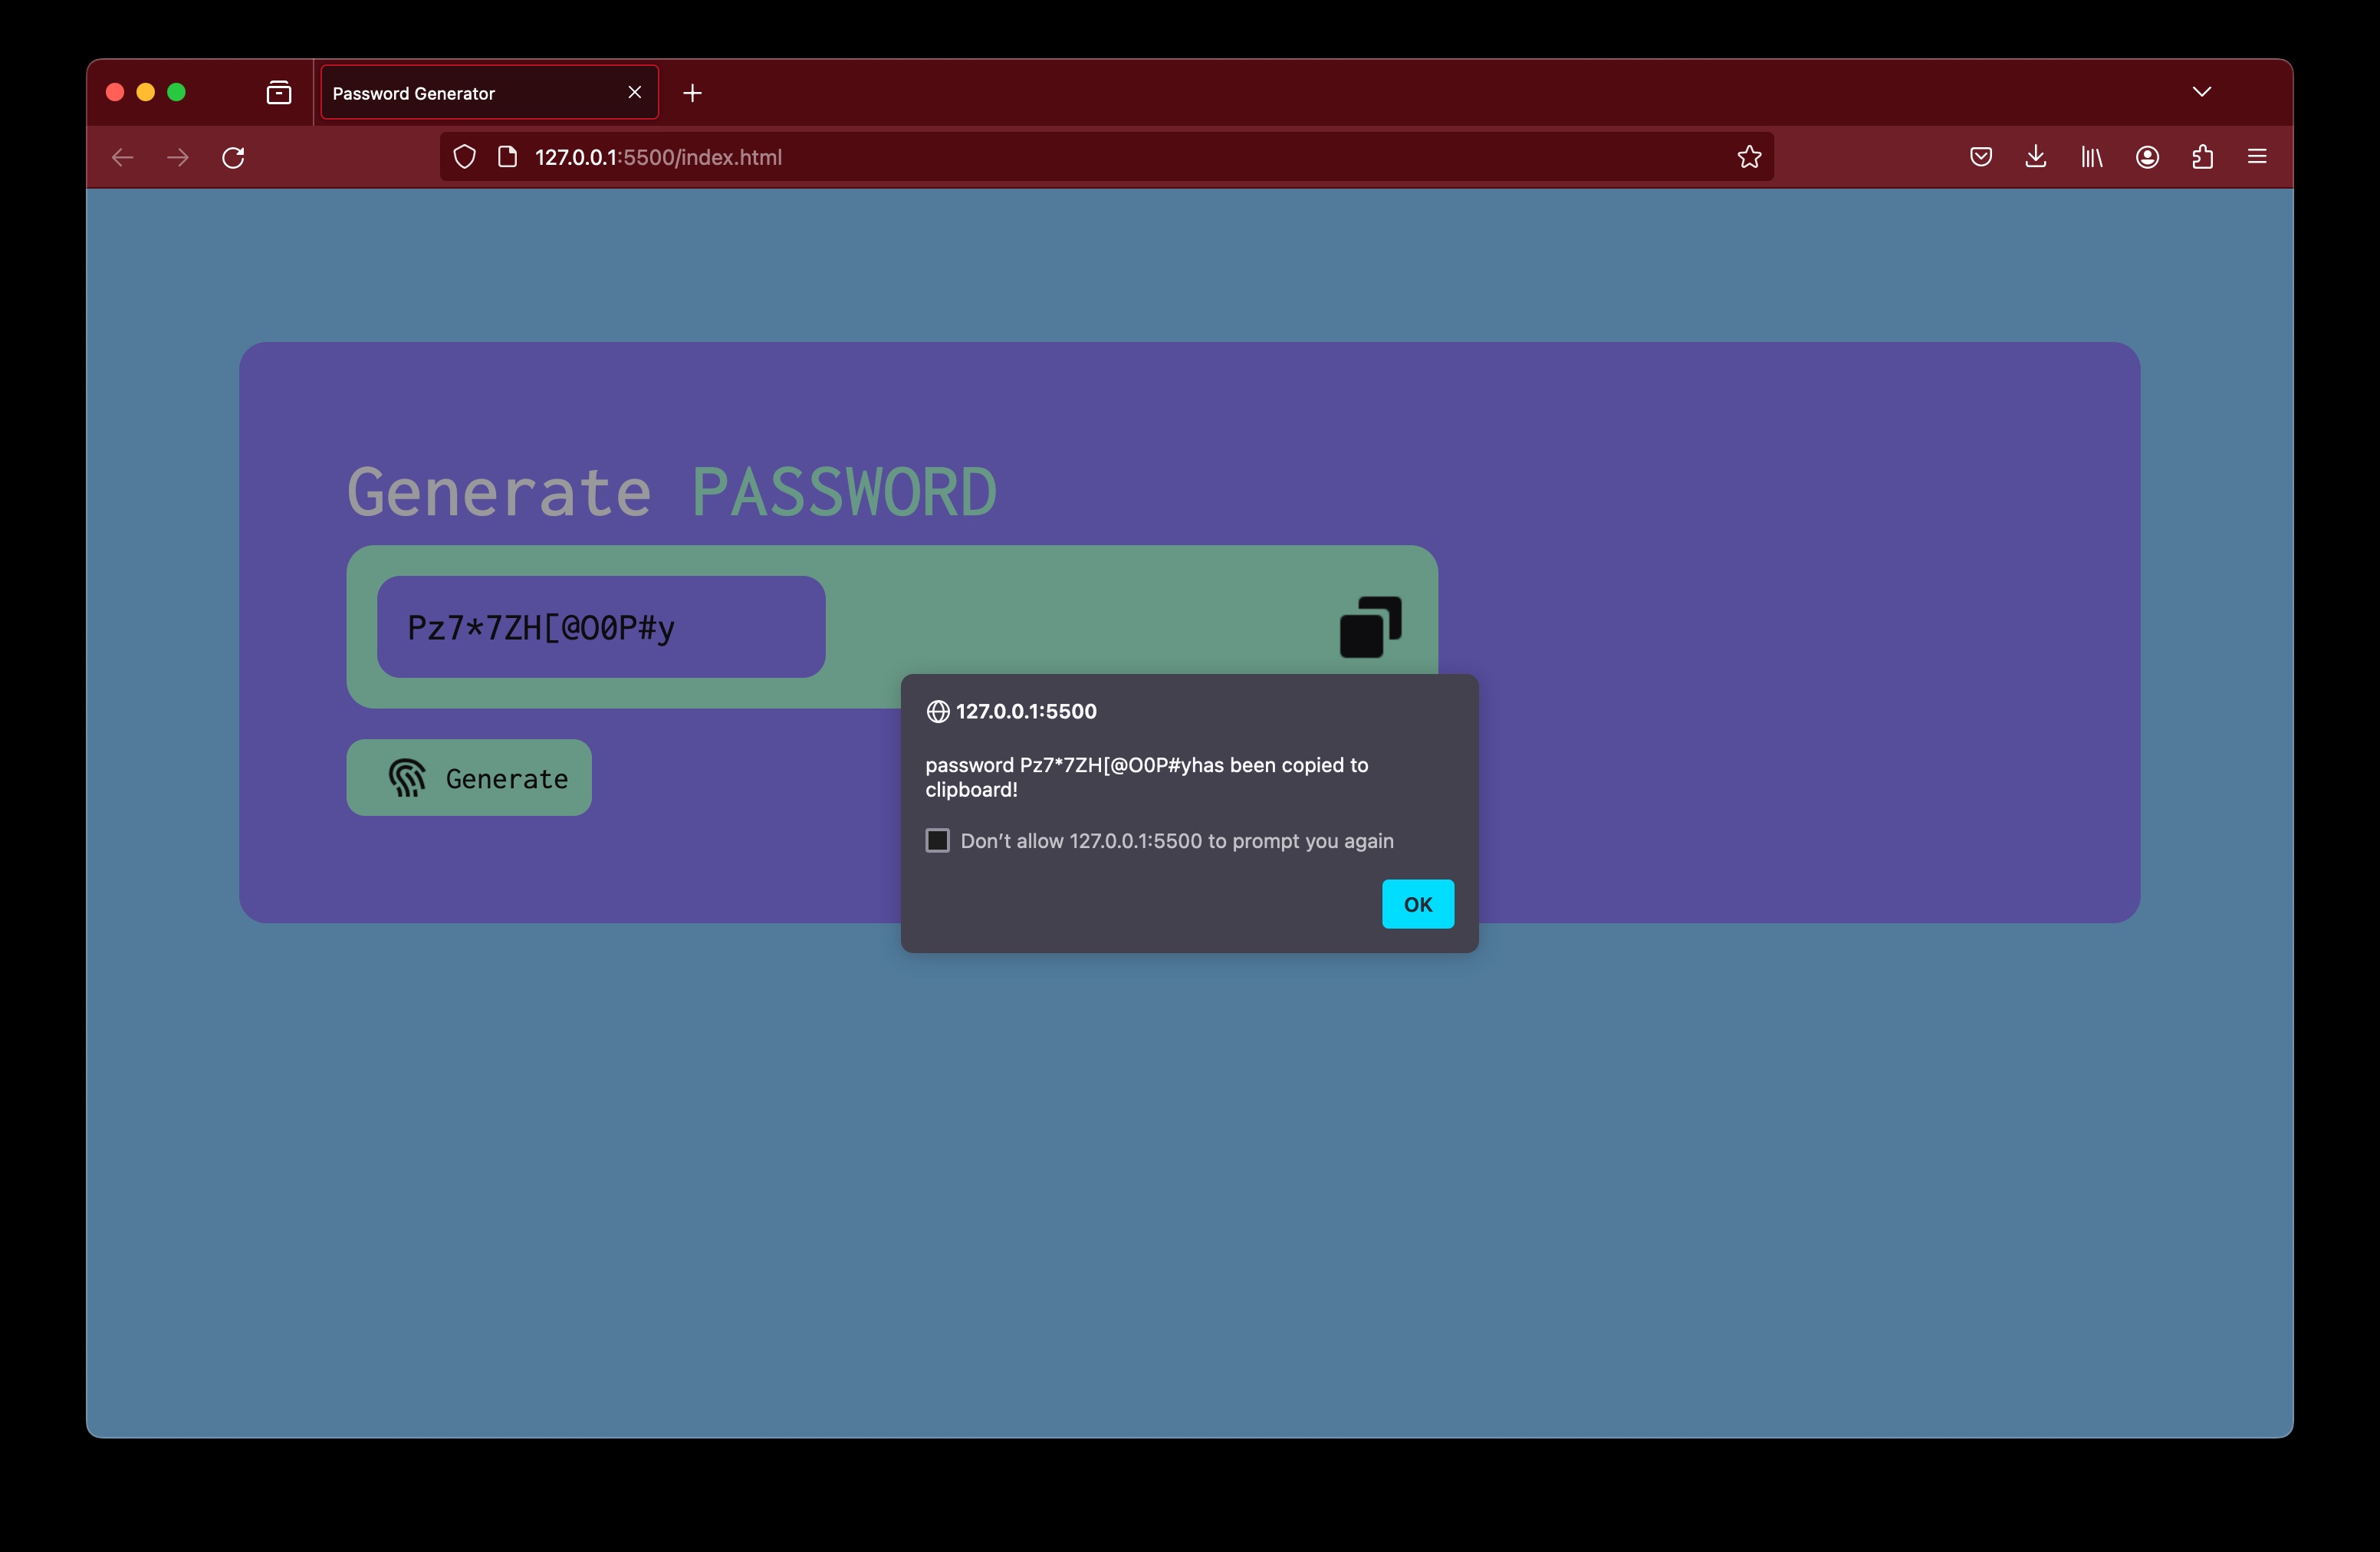 Password Generator
127.0.0.1:5500/index.html
Generate PASSWORD
Pz7*7ZH[@O0P#y
Generate
127.0.0.1:5500
password Pz7*7ZH[@O0P#yhas been copied to
clipboard!
Don’t allow 127.0.0.1:5500 to prompt you again
OK